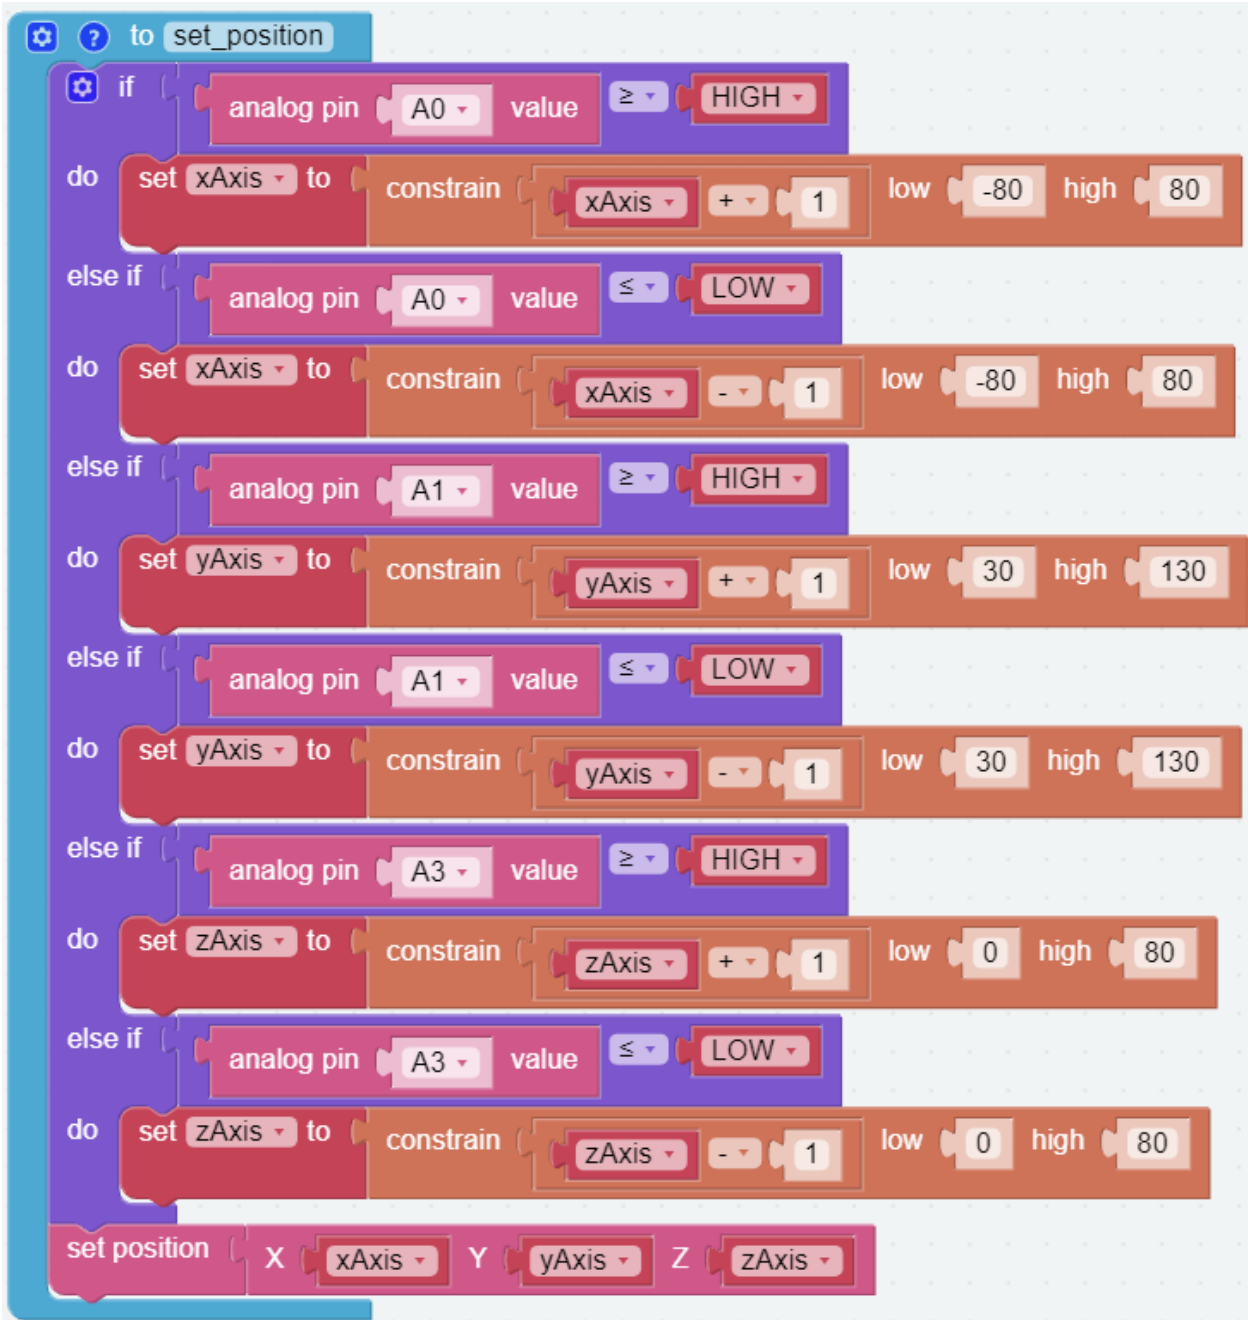 ? to set_position
if analog pin A0 value ≥ HIGH
do set xAxis to constrain xAxis + 1 low -80 high 80
else if analog pin A0 value ≤ LOW
do set xAxis to constrain xAxis - 1 low -80 high 80
else if analog pin A1 value ≥ HIGH
do set yAxis to constrain yAxis + 1 low 30 high 130
else if analog pin A1 value ≤ LOW
do set yAxis to constrain yAxis - 1 low 30 high 130
else if analog pin A3 value ≥ HIGH
do set zAxis to constrain zAxis + 1 low 0 high 80
else if analog pin A3 value ≤ LOW
do set zAxis to constrain zAxis - 1 low 0 high 80
set position X xAxis Y yAxis Z zAxis